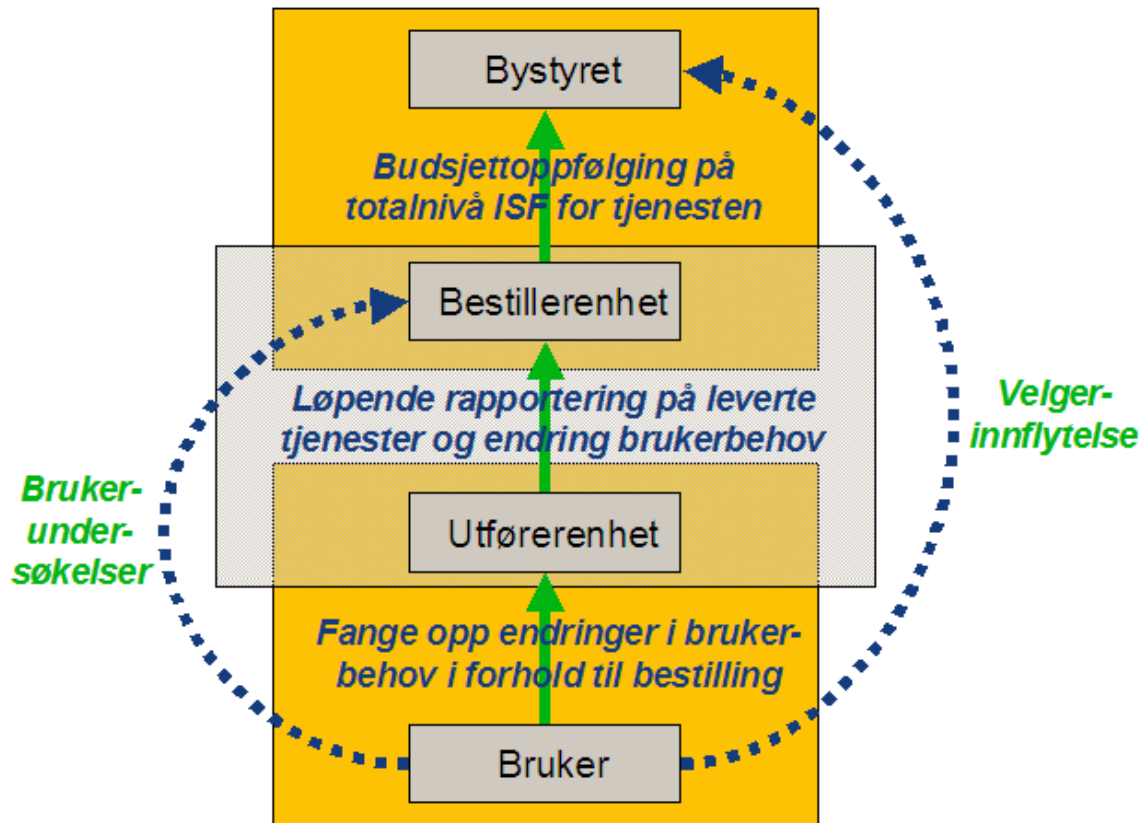 Bystyret
Budsjettoppfølging på
totalnivå ISF for tjenesten
Bestillerenhet
Løpende rapportering på leverte
tjenester og endring brukerbehov
Velger-
innflytelse
Bruker-
under-
søkelser
Utførerenhet
Fange opp endringer i bruker-
behov i forhold til bestilling
Bruker